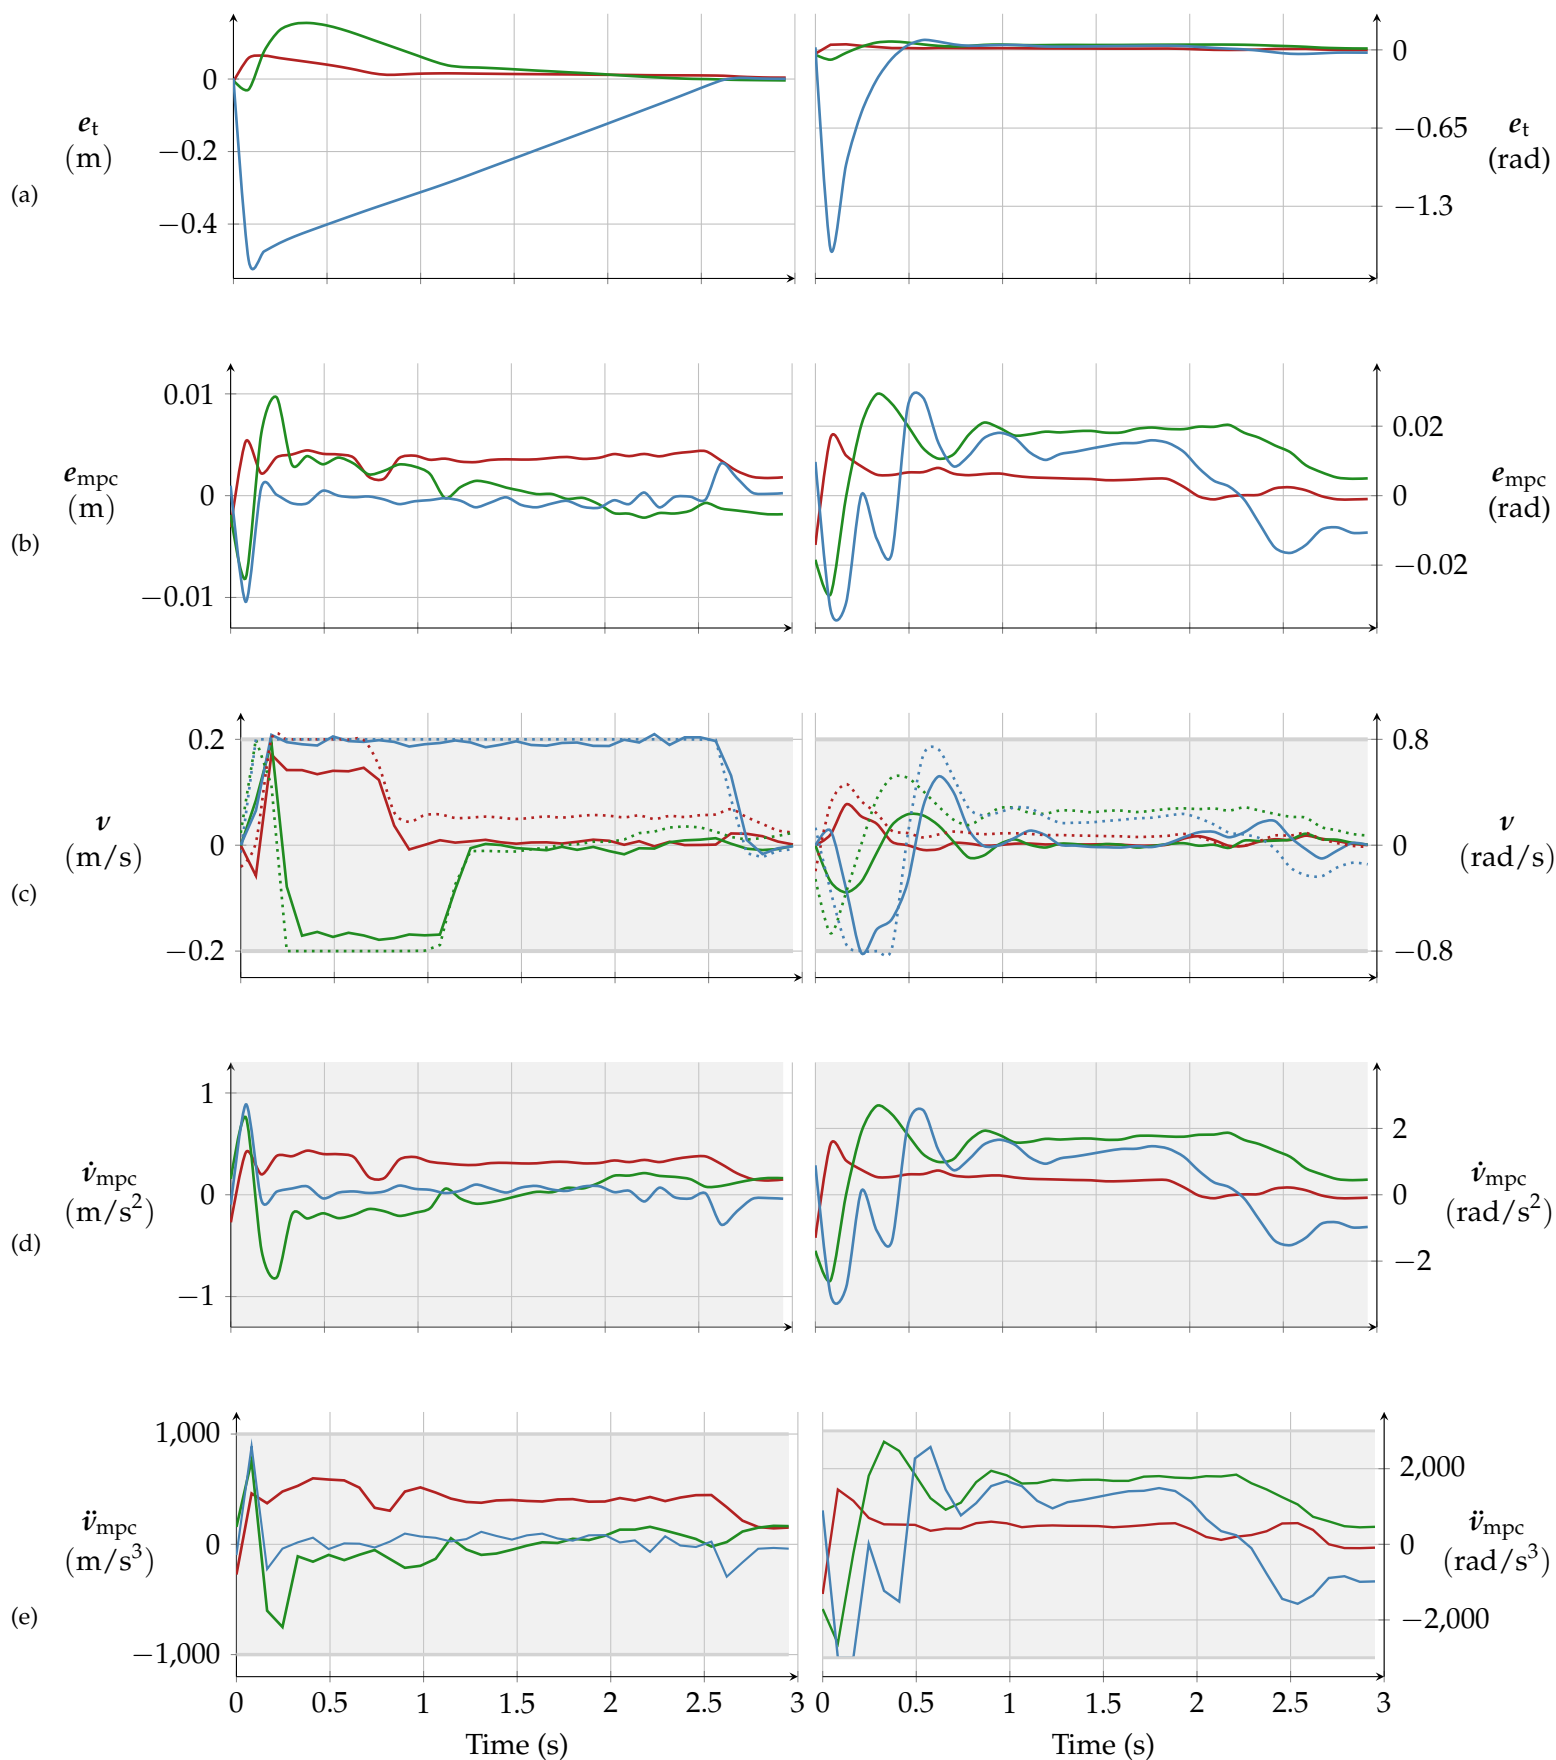 0
−0.2
−0.4
e_t
(m)
(a)
0
−0.65
−1.3
e_t
(rad)
0.01
0
−0.01
e_mpc
(m)
(b)
0.02
0
−0.02
e_mpc
(rad)
0.2
0
−0.2
ν
(m/s)
(c)
0.8
0
−0.8
ν
(rad/s)
1
0
−1
ν̇_mpc
(m/s²)
(d)
2
0
−2
ν̇_mpc
(rad/s²)
1,000
0
−1,000
ν̈_mpc
(m/s³)
(e)
2,000
0
−2,000
ν̈_mpc
(rad/s³)
0 0.5 1 1.5 2 2.5 3
0 0.5 1 1.5 2 2.5 3
Time (s)
Time (s)